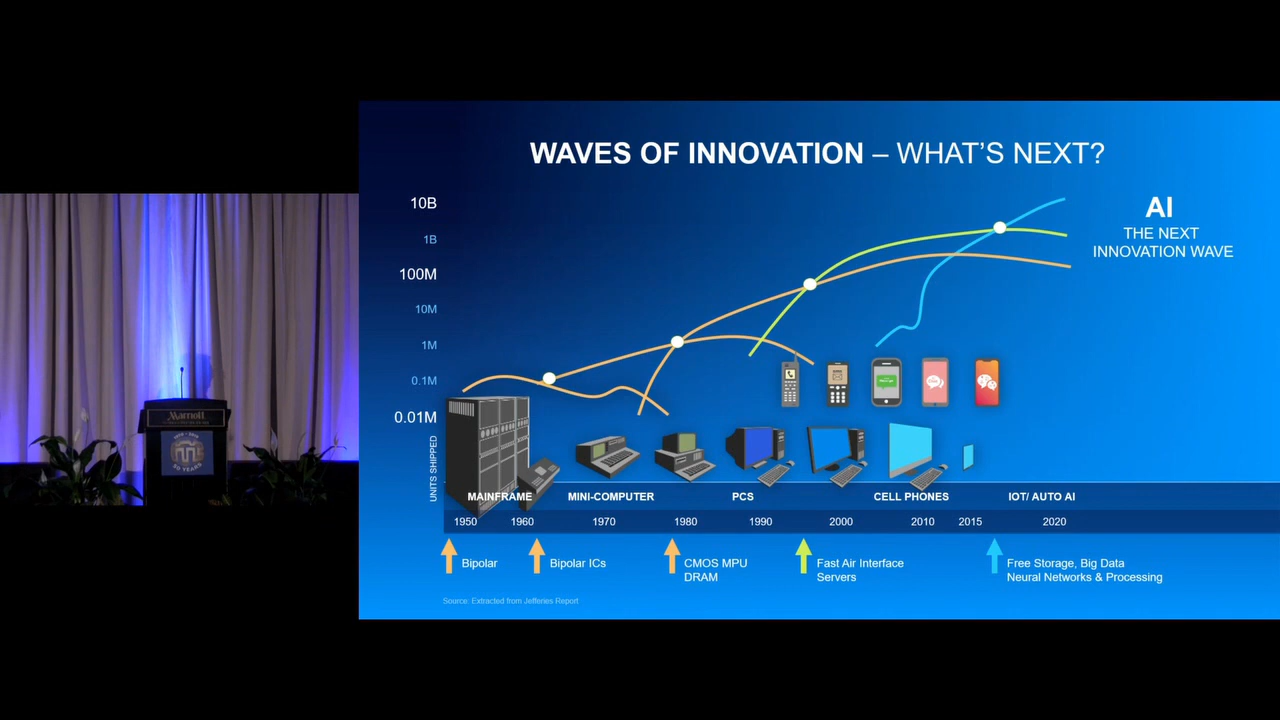 WAVES OF INNOVATION – WHAT'S NEXT?
10B
1B
100M
10M
1M
0.1M
0.01M
UNITS SHIPPED
AI
THE NEXT
INNOVATION WAVE
MAINFRAME
MINI-COMPUTER
PCS
CELL PHONES
IOT/ AUTO AI
1950
1960
1970
1980
1990
2000
2010
2015
2020
Bipolar
Bipolar ICs
CMOS MPU
DRAM
Fast Air Interface
Servers
Free Storage, Big Data
Neural Networks & Processing
Source: Extracted from Jefferies Report
Marriott
50 YEARS